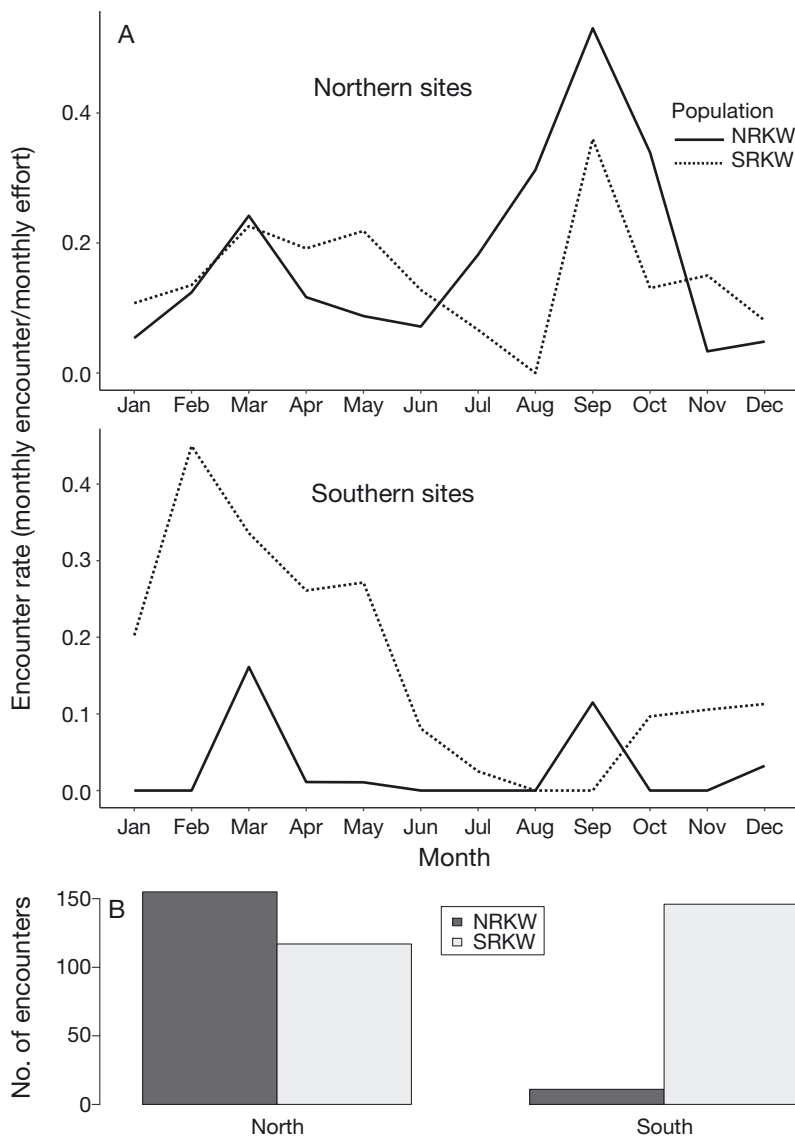 A
Northern sites
Population
NRKW
SRKW
0.4
0.2
0.0
Jan Feb Mar Apr May Jun Jul Aug Sep Oct Nov Dec
Encounter rate (monthly encounter/monthly effort)
Southern sites
0.4
0.3
0.2
0.1
0.0
Jan Feb Mar Apr May Jun Jul Aug Sep Oct Nov Dec
Month
B
No. of encounters
150
100
50
0
NRKW
SRKW
North South